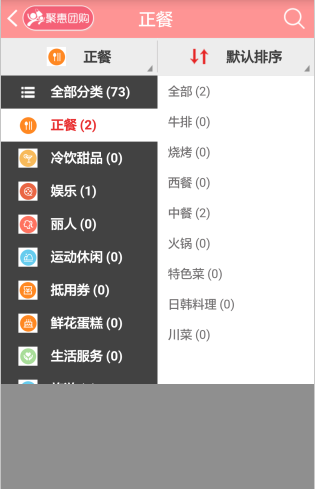 聚惠团购
正餐
正餐
默认排序
全部分类 (73)
正餐 (2)
冷饮甜品 (0)
娱乐 (1)
丽人 (0)
运动休闲 (0)
抵用券 (0)
鲜花蛋糕 (0)
生活服务 (0)
全部 (2)
牛排 (0)
烧烤 (0)
西餐 (0)
中餐 (2)
火锅 (0)
特色菜 (0)
日韩料理 (0)
川菜 (0)